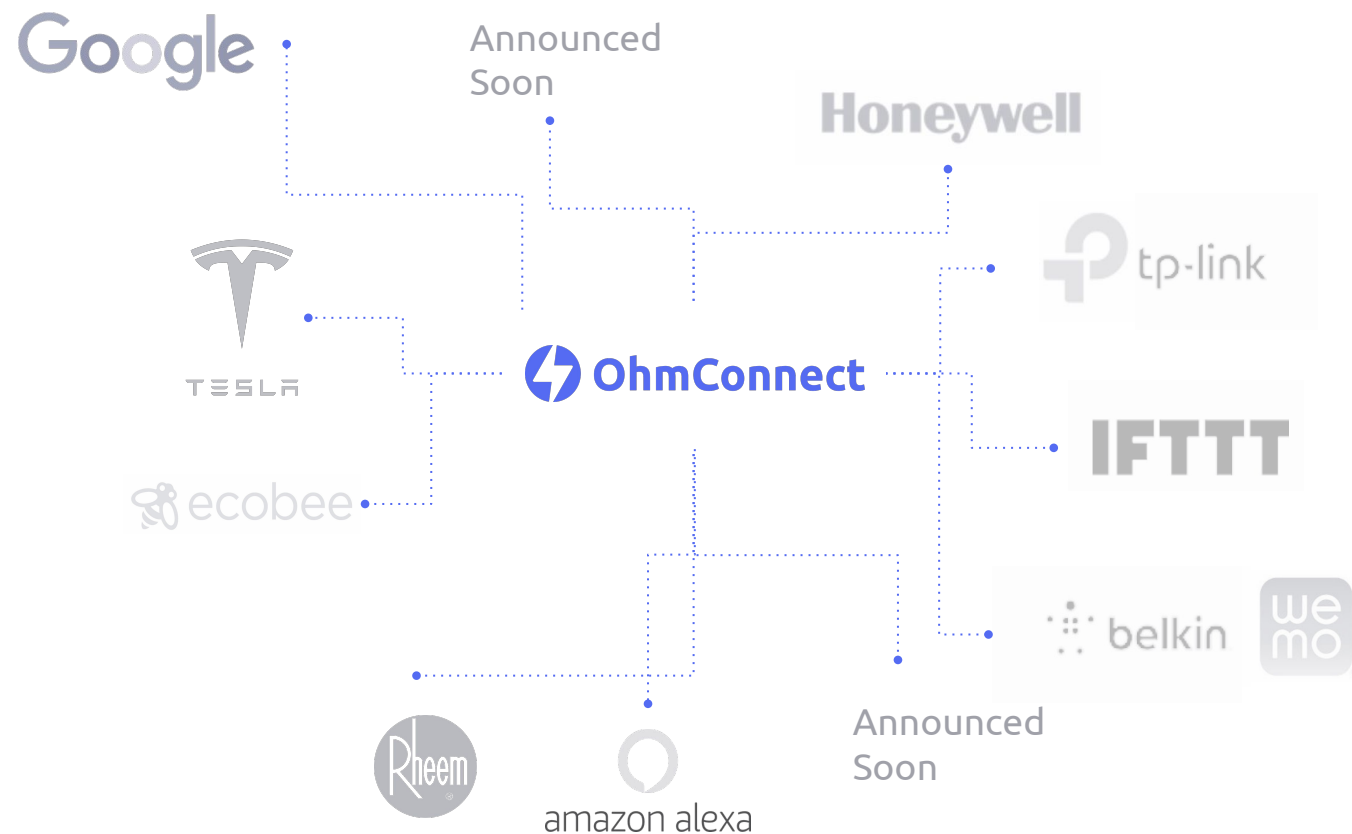 Google
Announced
Soon
Honeywell
tp-link
TESLA
OhmConnect
IFTTT
ecobee
belkin
we
mo
Rheem
Announced
Soon
amazon alexa